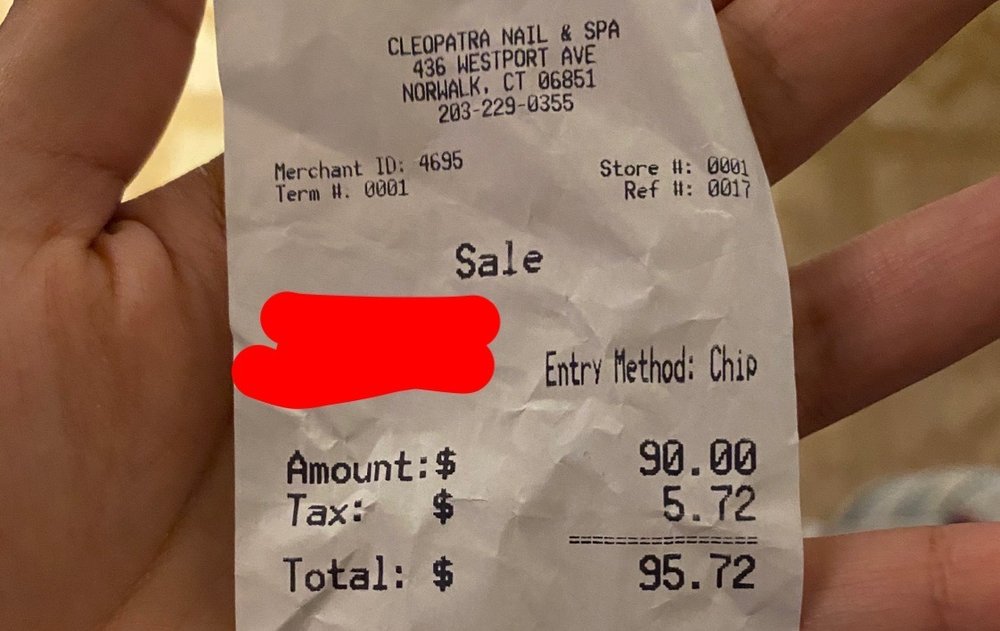 CLEOPATRA NAIL & SPA
436 WESTPORT AVE
NORWALK, CT 06851
203-229-0355
Merchant ID: 4695 Store #: 0001
Term #. 0001 Ref #: 0017
Sale
Entry Method: Chip
Amount:$ 90.00
Tax: $ 5.72
==================
Total: $ 95.72